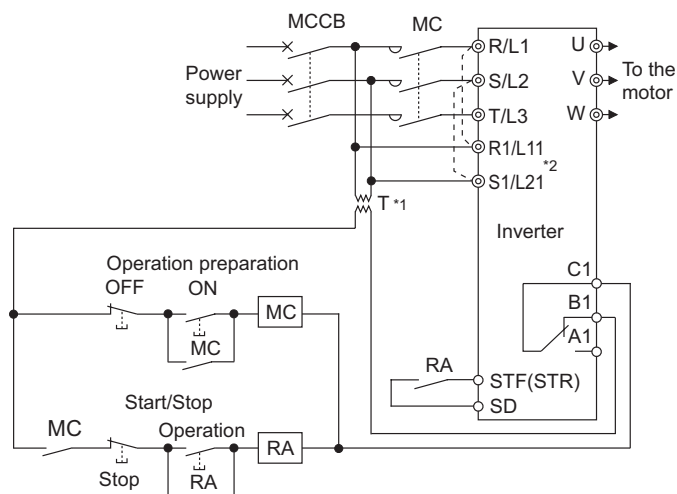 MCCB
MC
R/L1
U
Power
supply
S/L2
V
To the
motor
T/L3
W
R1/L11
*2
S1/L21
T *1
Inverter
Operation preparation
OFF
ON
MC
MC
C1
B1
A1
RA
STF(STR)
SD
Start/Stop
MC
Operation
RA
Stop
RA